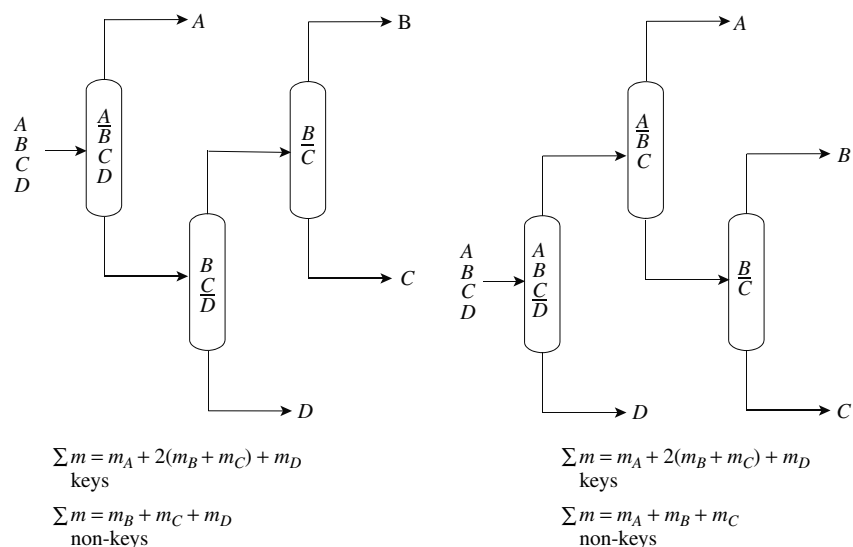 A
B
C
D
A
B
C
D
A
B
C
D
B
C
B
C
D
A
B
C
D
A
B
C
D
A
B
C
A
B
C
B
C
D
∑ m = m_A + 2(m_B + m_C) + m_D
keys
∑ m = m_B + m_C + m_D
non-keys
∑ m = m_A + 2(m_B + m_C) + m_D
keys
∑ m = m_A + m_B + m_C
non-keys